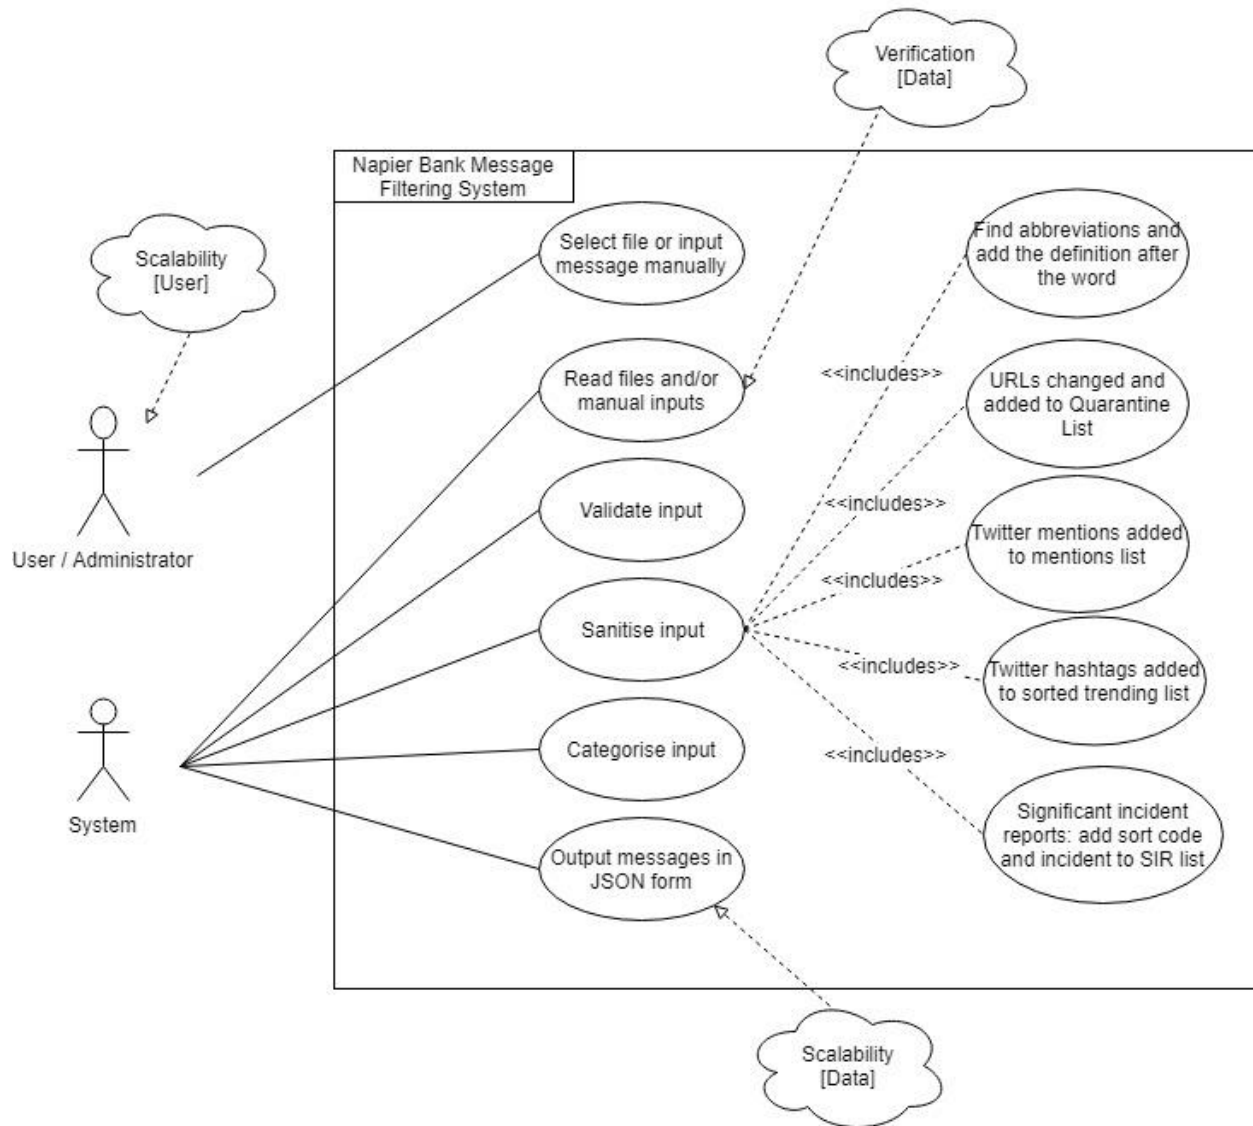 Verification
[Data]
Napier Bank Message
Filtering System
Scalability
[User]
Select file or input
message manually
Find abbreviations and
add the definition after
the word
Read files and/or
manual inputs
<<includes>>
URLs changed and
added to Quarantine
List
User / Administrator
Validate input
<<includes>>
Twitter mentions added
to mentions list
<<includes>>
Sanitise input
<<includes>>
Twitter hashtags added
to sorted trending list
System
Categorise input
<<includes>>
Significant incident
reports: add sort code
and incident to SIR list
Output messages in
JSON form
Scalability
[Data]